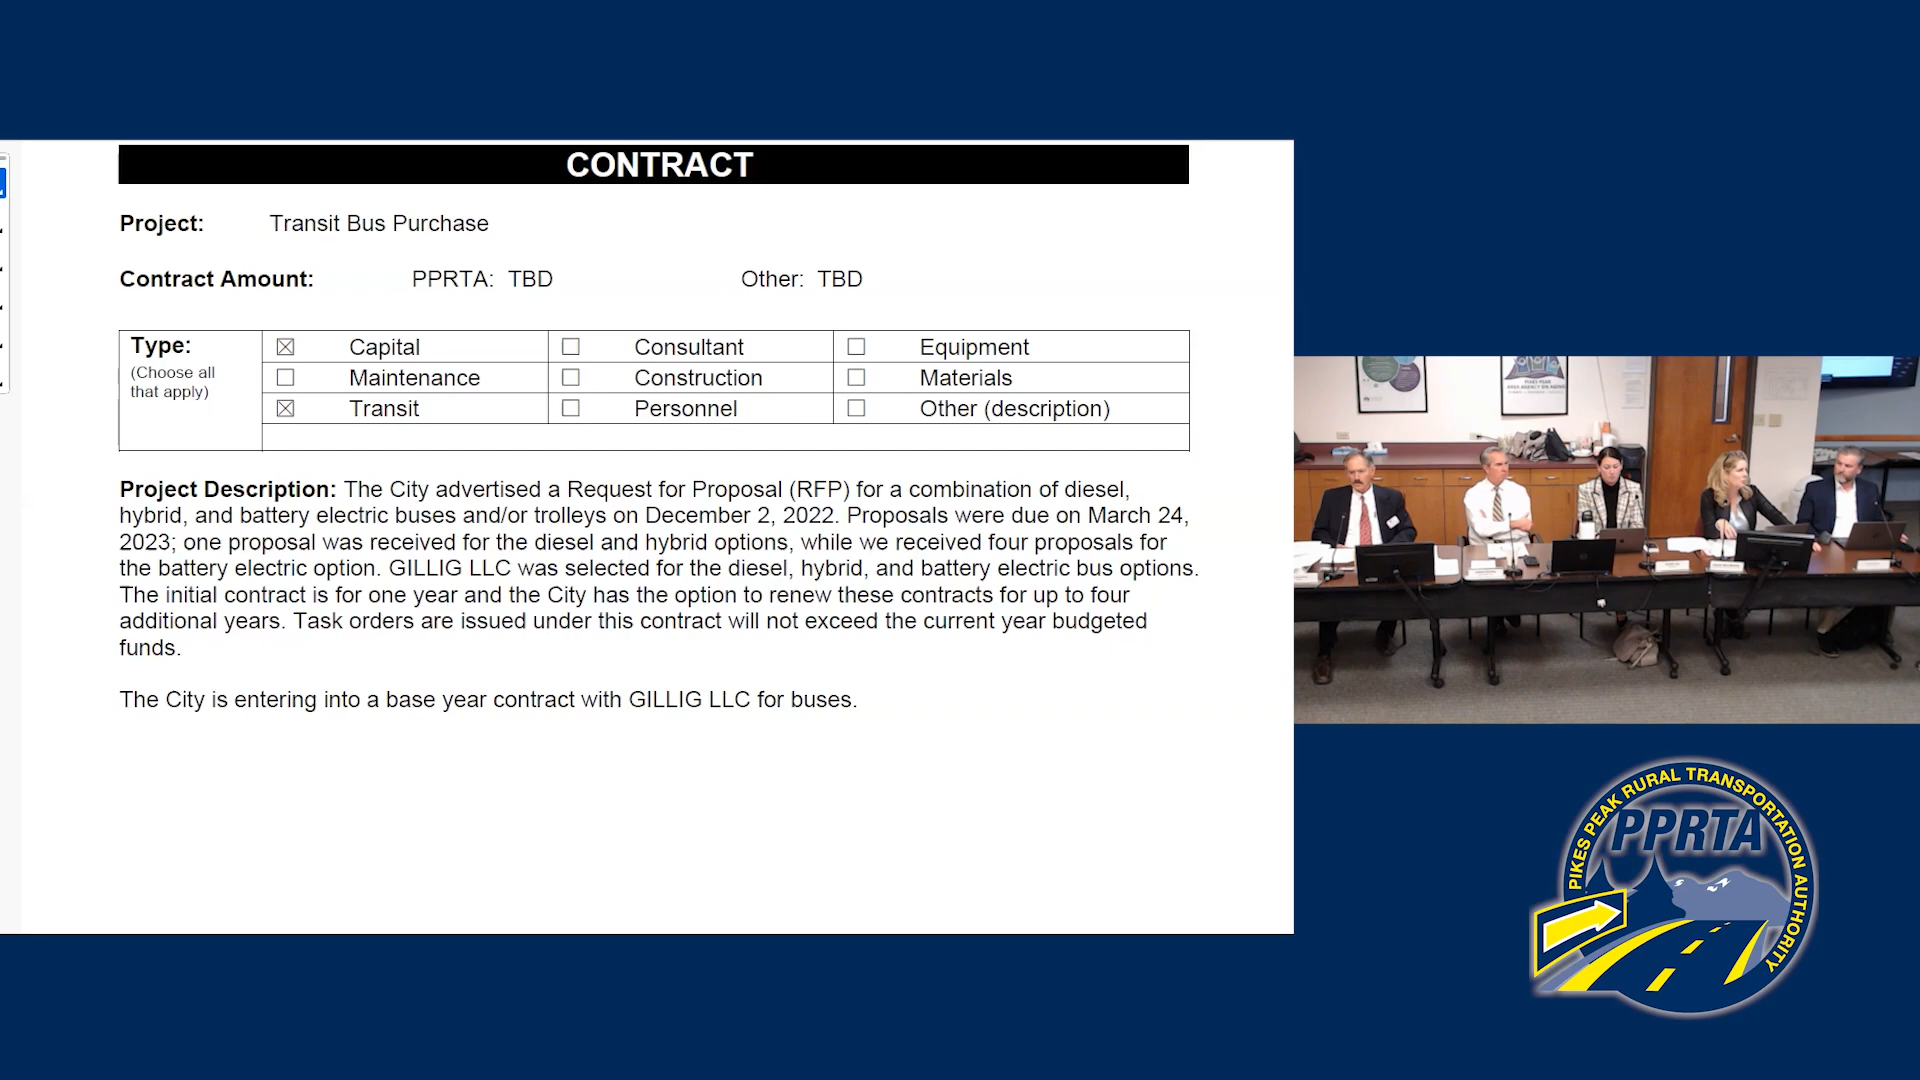 CONTRACT
Project: Transit Bus Purchase
Contract Amount: PPRTA: TBD Other: TBD
Type: ☒ Capital ☐ Consultant ☐ Equipment
(Choose all that apply) ☐ Maintenance ☐ Construction ☐ Materials
☒ Transit ☐ Personnel ☐ Other (description)
Project Description: The City advertised a Request for Proposal (RFP) for a combination of diesel,
hybrid, and battery electric buses and/or trolleys on December 2, 2022. Proposals were due on March 24,
2023; one proposal was received for the diesel and hybrid options, while we received four proposals for
the battery electric option. GILLIG LLC was selected for the diesel, hybrid, and battery electric bus options.
The initial contract is for one year and the City has the option to renew these contracts for up to four
additional years. Task orders are issued under this contract will not exceed the current year budgeted
funds.
The City is entering into a base year contract with GILLIG LLC for buses.
PIKES PEAK
AREA AGENCY ON AGING
PIKES PEAK RURAL TRANSPORTATION AUTHORITY
PPRTA